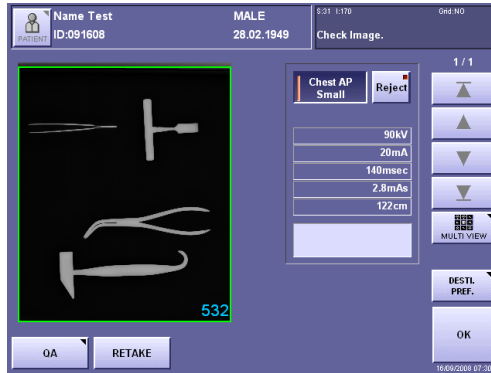 Name Test
MALE
S:31 I:170
Grid:NO
PATIENT
ID:091608
28.02.1949
Check Image.
1 / 1
Chest AP
Small
Reject
90kV
20mA
140msec
2.8mAs
122cm
MULTI VIEW
DESTI.
PREF.
532
QA
RETAKE
OK
16/09/2008 07:30